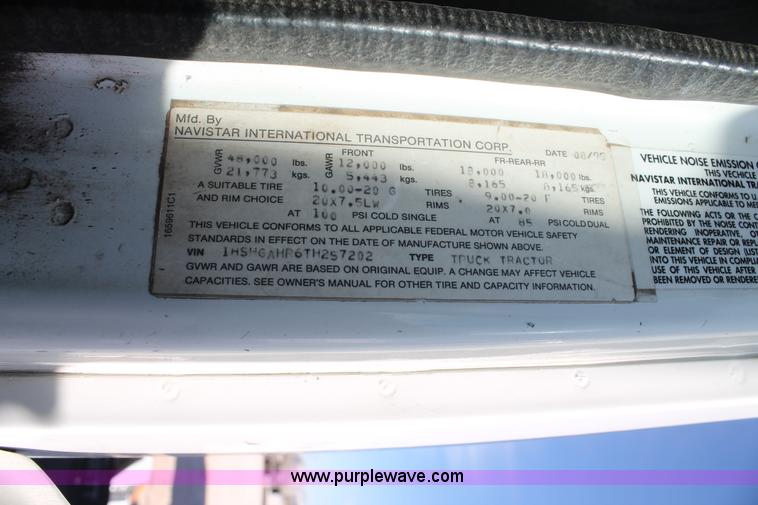 Mfd. By
NAVISTAR INTERNATIONAL TRANSPORTATION CORP. DATE 08/95
FRONT FR-REAR-RR
GVWR 48,000 lbs. GAWR 12,000 lbs. 18,000 18,000 lbs.
21,773 kgs. 5,443 kgs. 8,165 8,165
A SUITABLE TIRE 10.00-20 G TIRES 9.00-20 F TIRES
AND RIM CHOICE 20X7.5LW RIMS 20X7.0 RIMS
AT 100 PSI COLD SINGLE AT 85 PSI COLD DUAL
THIS VEHICLE CONFORMS TO ALL APPLICABLE FEDERAL MOTOR VEHICLE SAFETY
STANDARDS IN EFFECT ON THE DATE OF MANUFACTURE SHOWN ABOVE.
VIN 1HSHGAHR6TH257202 TYPE TRUCK TRACTOR
GVWR AND GAWR ARE BASED ON ORIGINAL EQUIP. A CHANGE MAY AFFECT VEHICLE
CAPACITIES. SEE OWNER'S MANUAL FOR OTHER TIRE AND CAPACITY INFORMATION.
1659611C1
VEHICLE NOISE EMISSION
THIS VEHICLE
NAVISTAR INTERNATIONAL
THIS VEHICLE CONFORMS TO U
EMISSIONS APPLICABLE TO
THE FOLLOWING ACTS OR THE
PROHIBITED BY THE NOISE
RENDERING INOPERATIVE,
MAINTENANCE REPAIR OR
OR ELEMENT OF DESIGN
INTO THIS VEHICLE IN
USE OF THIS VEHICLE AFTER
BEEN REMOVED OR
www.purplewave.com